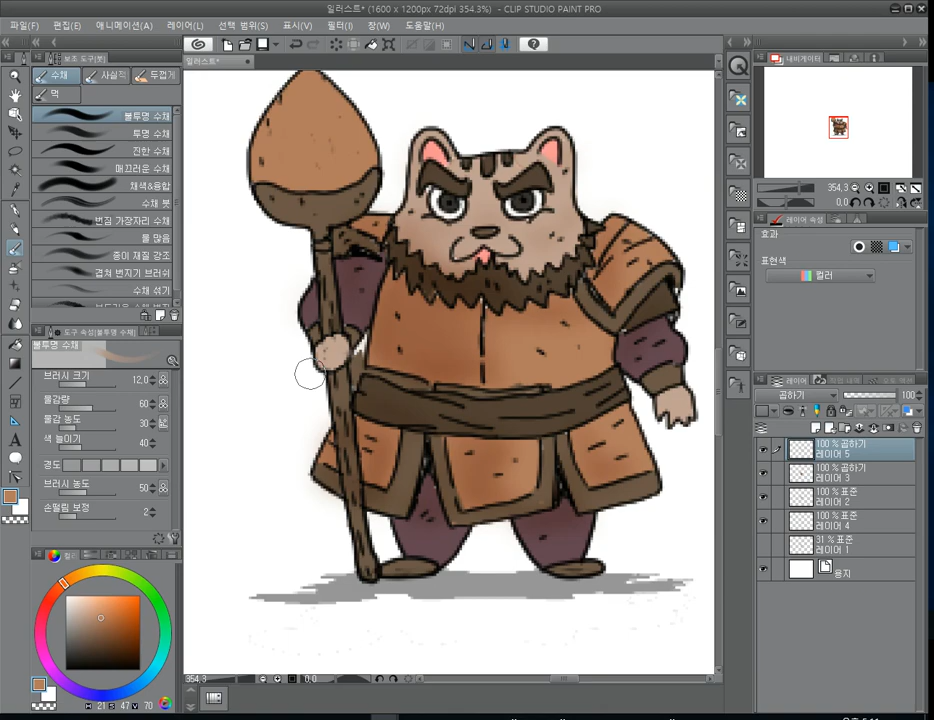 일러스트* (1600 x 1200px 72dpi 354.3%) - CLIP STUDIO PAINT PRO
파일(F) 편집(E) 애니메이션(A) 레이어(L) 선택 범위(S) 표시(V) 필터(I) 창(W) 도움말(H)
보조 도구(붓)
일러스트*
내비게이터
수채 사실적 두껍게
먹
불투명 수채
투명 수채
진한 수채
매끄러운 수채
채색&융합
수채 붓
번짐 가장자리 수채
물 많음
종이 재질 강조
겹쳐 번지기 브러쉬
수채 섞기
354,3
0,0
레이어 속성
효과
표현색
컬러
도구 속성(불투명 수채)
불투명 수채
브러시 크기 12,0
물감량 60
물감 농도 30
색 늘이기 40
경도
브러시 농도 50
손떨림 보정 2
레이어
곱하기 100
100 % 곱하기
레이어 5
100 % 곱하기
레이어 3
100 % 표준
레이어 2
100 % 표준
레이어 4
31 % 표준
레이어 1
용지
컬러
354,3 0,0
H 21 S 47 V 70